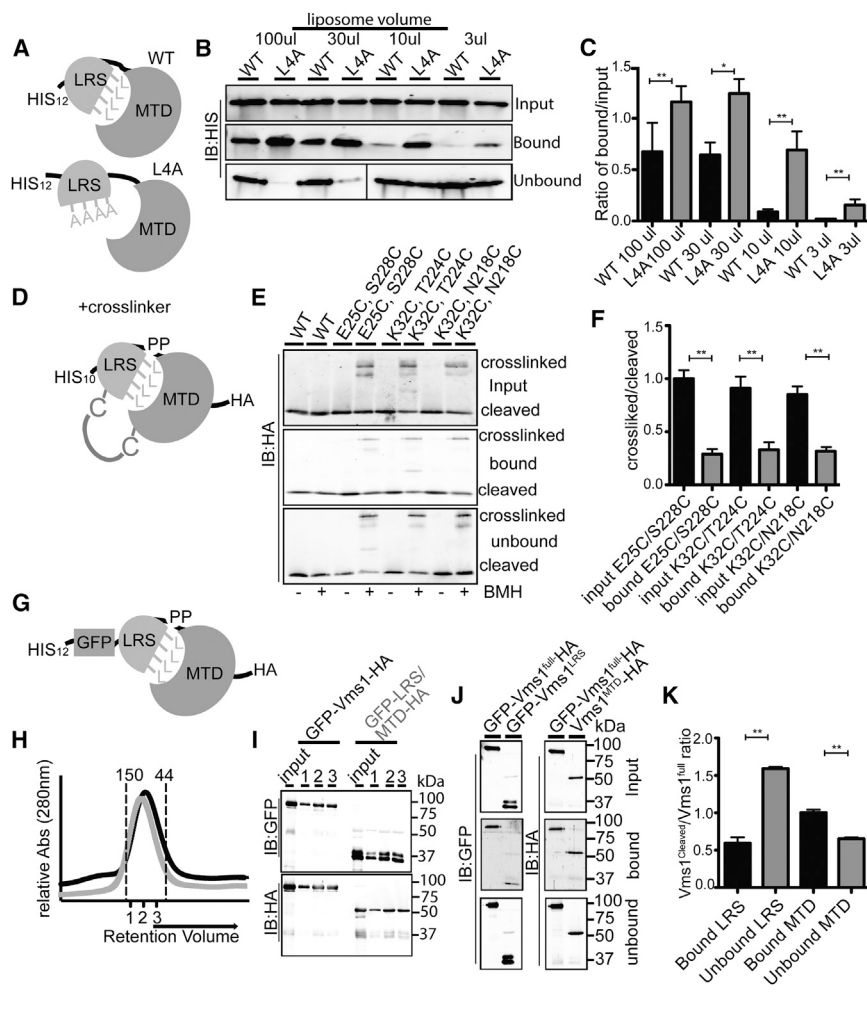 A
WT
LRS
HIS12
MTD
L L L L
L4A
HIS12
LRS
AAAA
MTD
B
liposome volume
100ul 30ul 10ul 3ul
WT L4A WT L4A WT L4A WT L4A
IB:HIS
Input
Bound
Unbound
C
Ratio of bound/input
1.5
1.0
0.5
0.0
** * ** **
WT 100 ul
L4A100 ul
WT 30 ul
L4A 30 ul
WT 10 ul
L4A 10ul
WT 3 ul
L4A 3ul
D
+crosslinker
PP
LRS
HIS10
L L L L
MTD
HA
C
C
E
WT
WT
E25C, S228C
E25C, S228C
K32C, T224C
K32C, T224C
K32C, N218C
K32C, N218C
IB:HA
crosslinked
Input
cleaved
crosslinked
bound
cleaved
crosslinked
unbound
cleaved
- + - + - + - + BMH
F
crossliked/cleaved
1.5
1.0
0.5
0.0
** ** **
input E25C/S228C
bound E25C/S228C
input K32C/T224C
bound K32C/T224C
input K32C/N218C
bound K32C/N218C
G
PP
HIS12 GFP LRS
L L L L
MTD
HA
H
150 44
relative Abs (280nm)
1 2 3
Retention Volume
I
GFP-Vms1-HA
GFP-LRS/
MTD-HA
input 1 2 3 input 1 2 3
kDa
IB:GFP
100
75
50
37
IB:HA
100
75
50
37
J
GFP-Vms1full-HA
GFP-Vms1LRS
GFP-Vms1full-HA
Vms1MTD-HA
kDa
IB:GFP
IB:HA
100
75
50
37
Input
100
75
50
37
bound
100
75
50
37
unbound
K
Vms1Cleaved/Vms1full ratio
2.0
1.5
1.0
0.5
0.0
** **
Bound LRS
Unbound LRS
Bound MTD
Unbound MTD